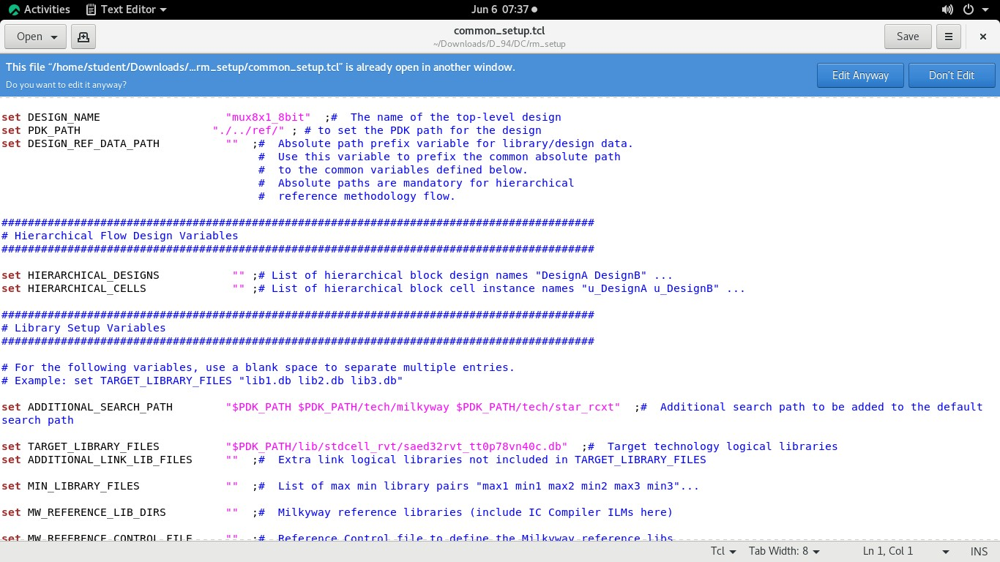 Activities Text Editor Jun 6 07:37
Open common_setup.tcl Save
~/Downloads/D_94/DC/rm_setup
This file “/home/student/Downloads/…rm_setup/common_setup.tcl” is already open in another window.
Do you want to edit it anyway?
Edit Anyway Don't Edit
set DESIGN_NAME "mux8x1_8bit" ;# The name of the top-level design
set PDK_PATH "./../ref/" ; # to set the PDK path for the design
set DESIGN_REF_DATA_PATH "" ;# Absolute path prefix variable for library/design data.
# Use this variable to prefix the common absolute path
# to the common variables defined below.
# Absolute paths are mandatory for hierarchical
# reference methodology flow.
##########################################################################################
# Hierarchical Flow Design Variables
##########################################################################################
set HIERARCHICAL_DESIGNS "" ;# List of hierarchical block design names "DesignA DesignB" ...
set HIERARCHICAL_CELLS "" ;# List of hierarchical block cell instance names "u_DesignA u_DesignB" ...
##########################################################################################
# Library Setup Variables
##########################################################################################
# For the following variables, use a blank space to separate multiple entries.
# Example: set TARGET_LIBRARY_FILES "lib1.db lib2.db lib3.db"
set ADDITIONAL_SEARCH_PATH "$PDK_PATH $PDK_PATH/tech/milkyway $PDK_PATH/tech/star_rcxt" ;# Additional search path to be added to the default
search path
set TARGET_LIBRARY_FILES "$PDK_PATH/lib/stdcell_rvt/saed32rvt_tt0p78vn40c.db" ;# Target technology logical libraries
set ADDITIONAL_LINK_LIB_FILES "" ;# Extra link logical libraries not included in TARGET_LIBRARY_FILES
set MIN_LIBRARY_FILES "" ;# List of max min library pairs "max1 min1 max2 min2 max3 min3"...
set MW_REFERENCE_LIB_DIRS "" ;# Milkyway reference libraries (include IC Compiler ILMs here)
set MW_REFERENCE_CONTROL_FILE "" ;# Reference Control file to define the Milkyway reference libs
Tcl Tab Width: 8 Ln 1, Col 1 INS